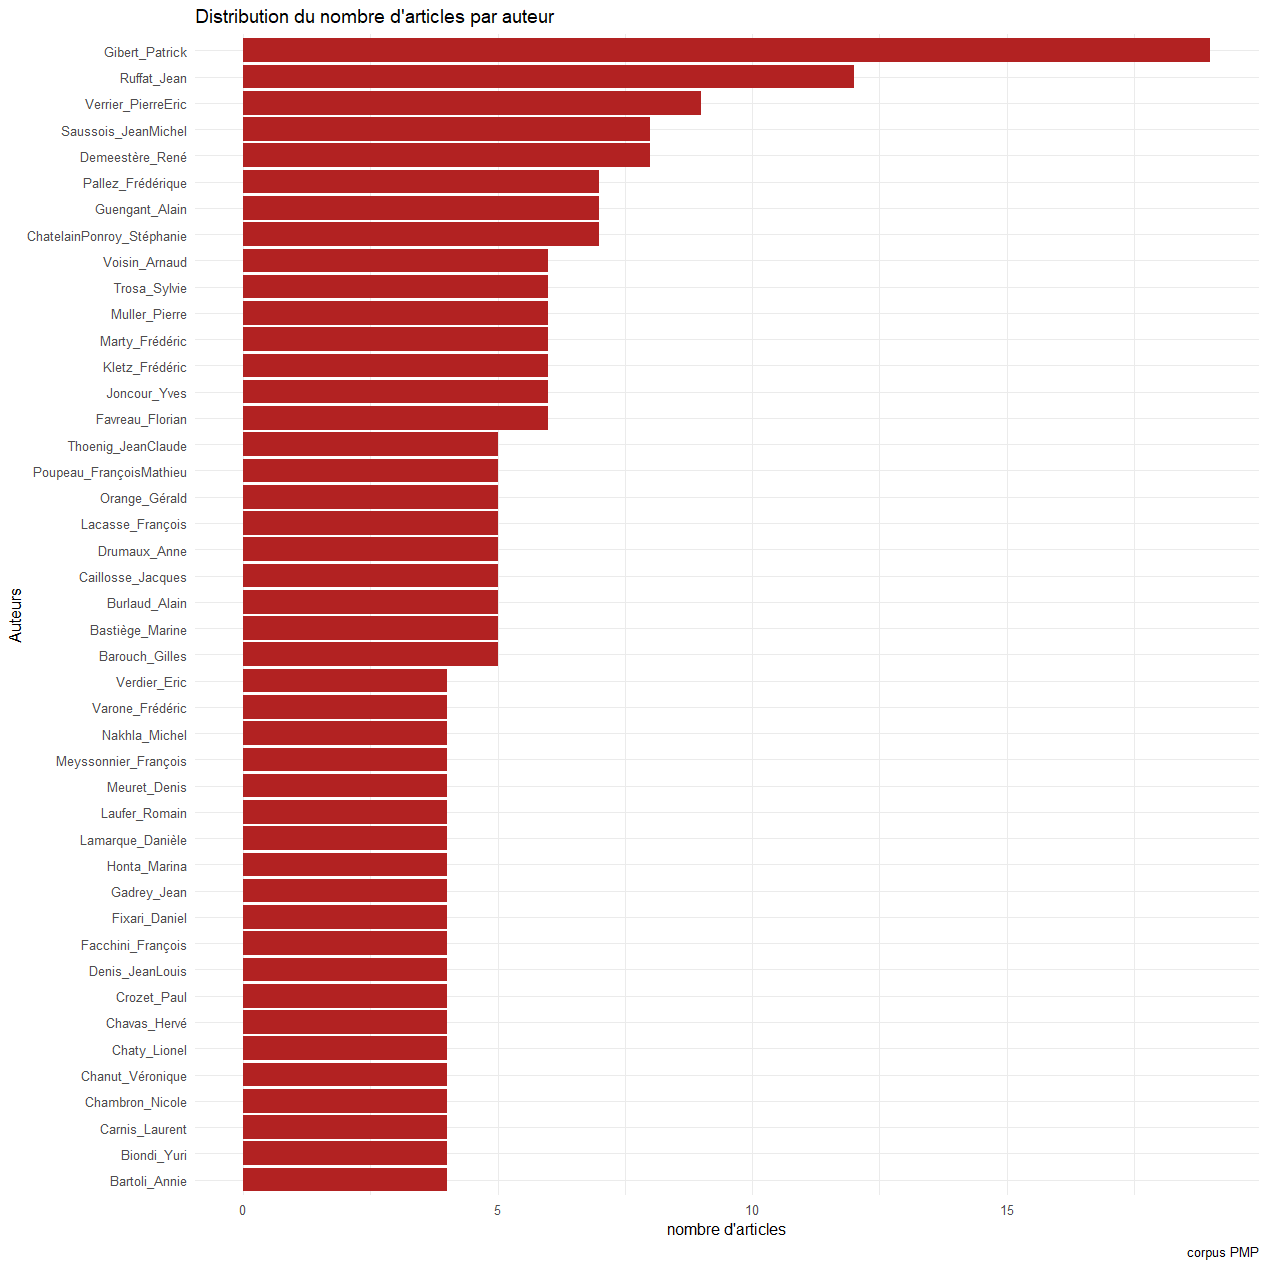 Distribution du nombre d'articles par auteur
Gibert_Patrick
Ruffat_Jean
Verrier_PierreEric
Saussois_JeanMichel
Demeestère_René
Pallez_Frédérique
Guengant_Alain
ChatelainPonroy_Stéphanie
Voisin_Arnaud
Trosa_Sylvie
Muller_Pierre
Marty_Frédéric
Kletz_Frédéric
Joncour_Yves
Favreau_Florian
Thoenig_JeanClaude
Poupeau_FrançoisMathieu
Orange_Gérald
Lacasse_François
Drumaux_Anne
Caillosse_Jacques
Burlaud_Alain
Bastiège_Marine
Barouch_Gilles
Verdier_Eric
Varone_Frédéric
Nakhla_Michel
Meyssonnier_François
Meuret_Denis
Laufer_Romain
Lamarque_Danièle
Honta_Marina
Gadrey_Jean
Fixari_Daniel
Facchini_François
Denis_JeanLouis
Crozet_Paul
Chavas_Hervé
Chaty_Lionel
Chanut_Véronique
Chambron_Nicole
Carnis_Laurent
Biondi_Yuri
Bartoli_Annie
Auteurs
0 5 10 15
nombre d'articles
corpus PMP